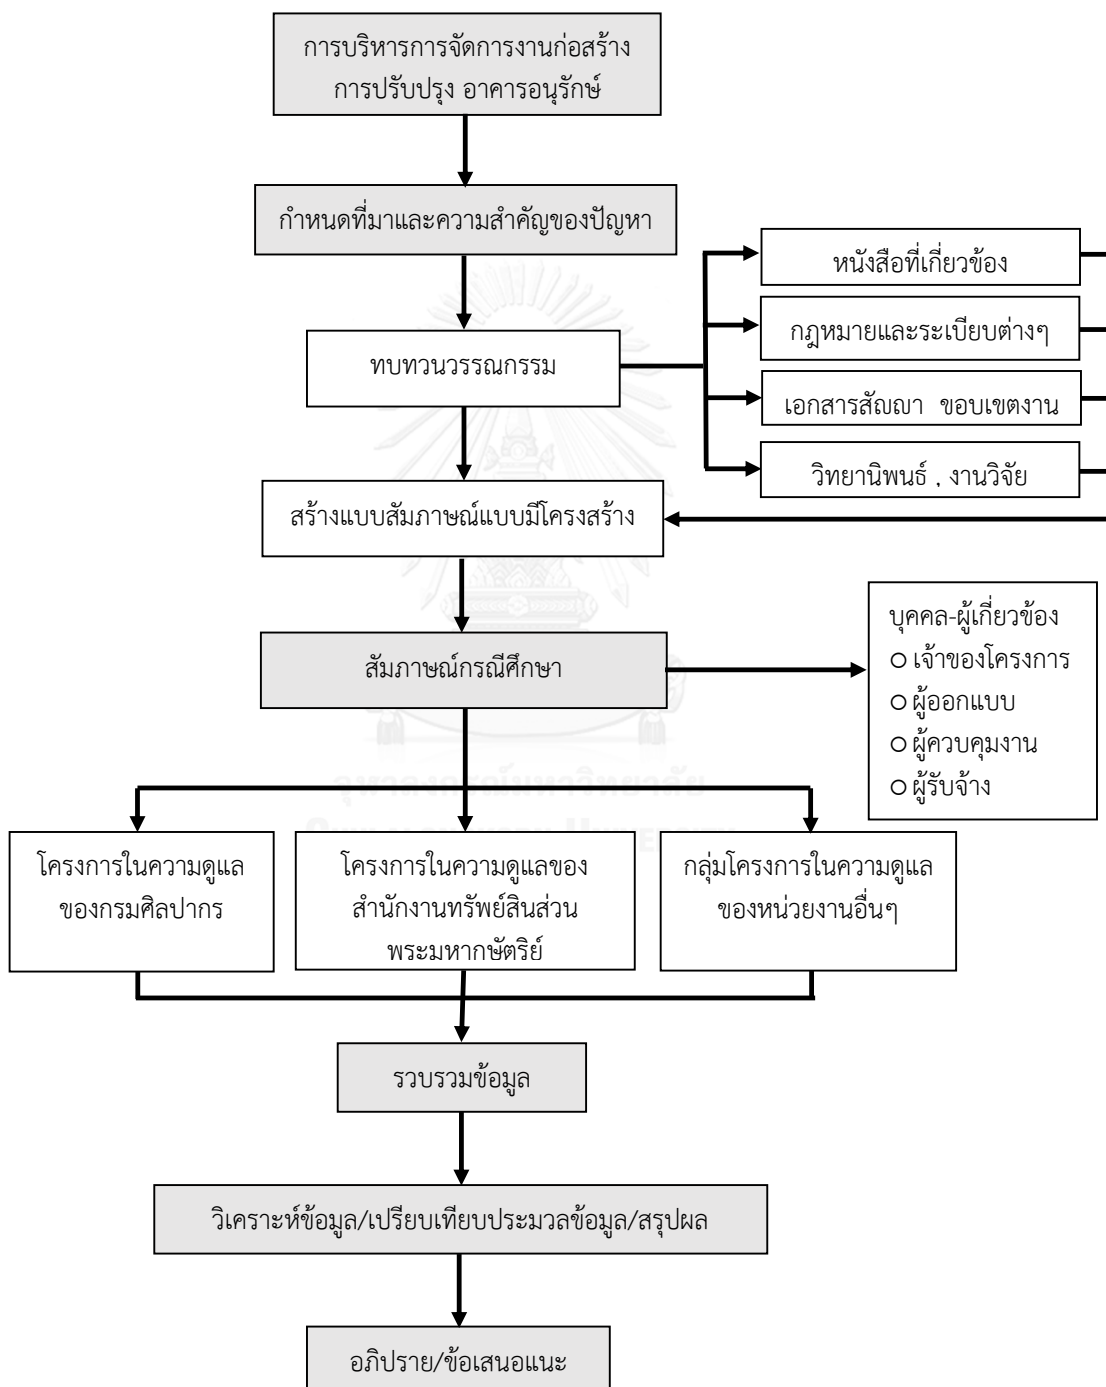 การบริหารการจัดการงานก่อสร้าง
การปรับปรุง อาคารอนุรักษ์
กำหนดที่มาและความสำคัญของปัญหา
ทบทวนวรรณกรรม
หนังสือที่เกี่ยวข้อง
กฎหมายและระเบียบต่างๆ
เอกสารสัญญา ขอบเขตงาน
วิทยานิพนธ์ , งานวิจัย
สร้างแบบสัมภาษณ์แบบมีโครงสร้าง
สัมภาษณ์กรณีศึกษา
บุคคล-ผู้เกี่ยวข้อง
เจ้าของโครงการ
ผู้ออกแบบ
ผู้ควบคุมงาน
ผู้รับจ้าง
จุฬาลงกรณ์มหาวิทยาลัย
โครงการในความดูแล
ของกรมศิลปากร
โครงการในความดูแลของ
สำนักงานทรัพย์สินส่วน
พระมหากษัตริย์
กลุ่มโครงการในความดูแล
ของหน่วยงานอื่นๆ
รวบรวมข้อมูล
วิเคราะห์ข้อมูล/เปรียบเทียบประมวลข้อมูล/สรุปผล
อภิปราย/ข้อเสนอแนะ